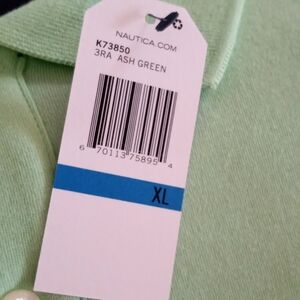 NAUTICA.COM
K73850
3RA ASH GREEN
6 70113 75895 4
XL